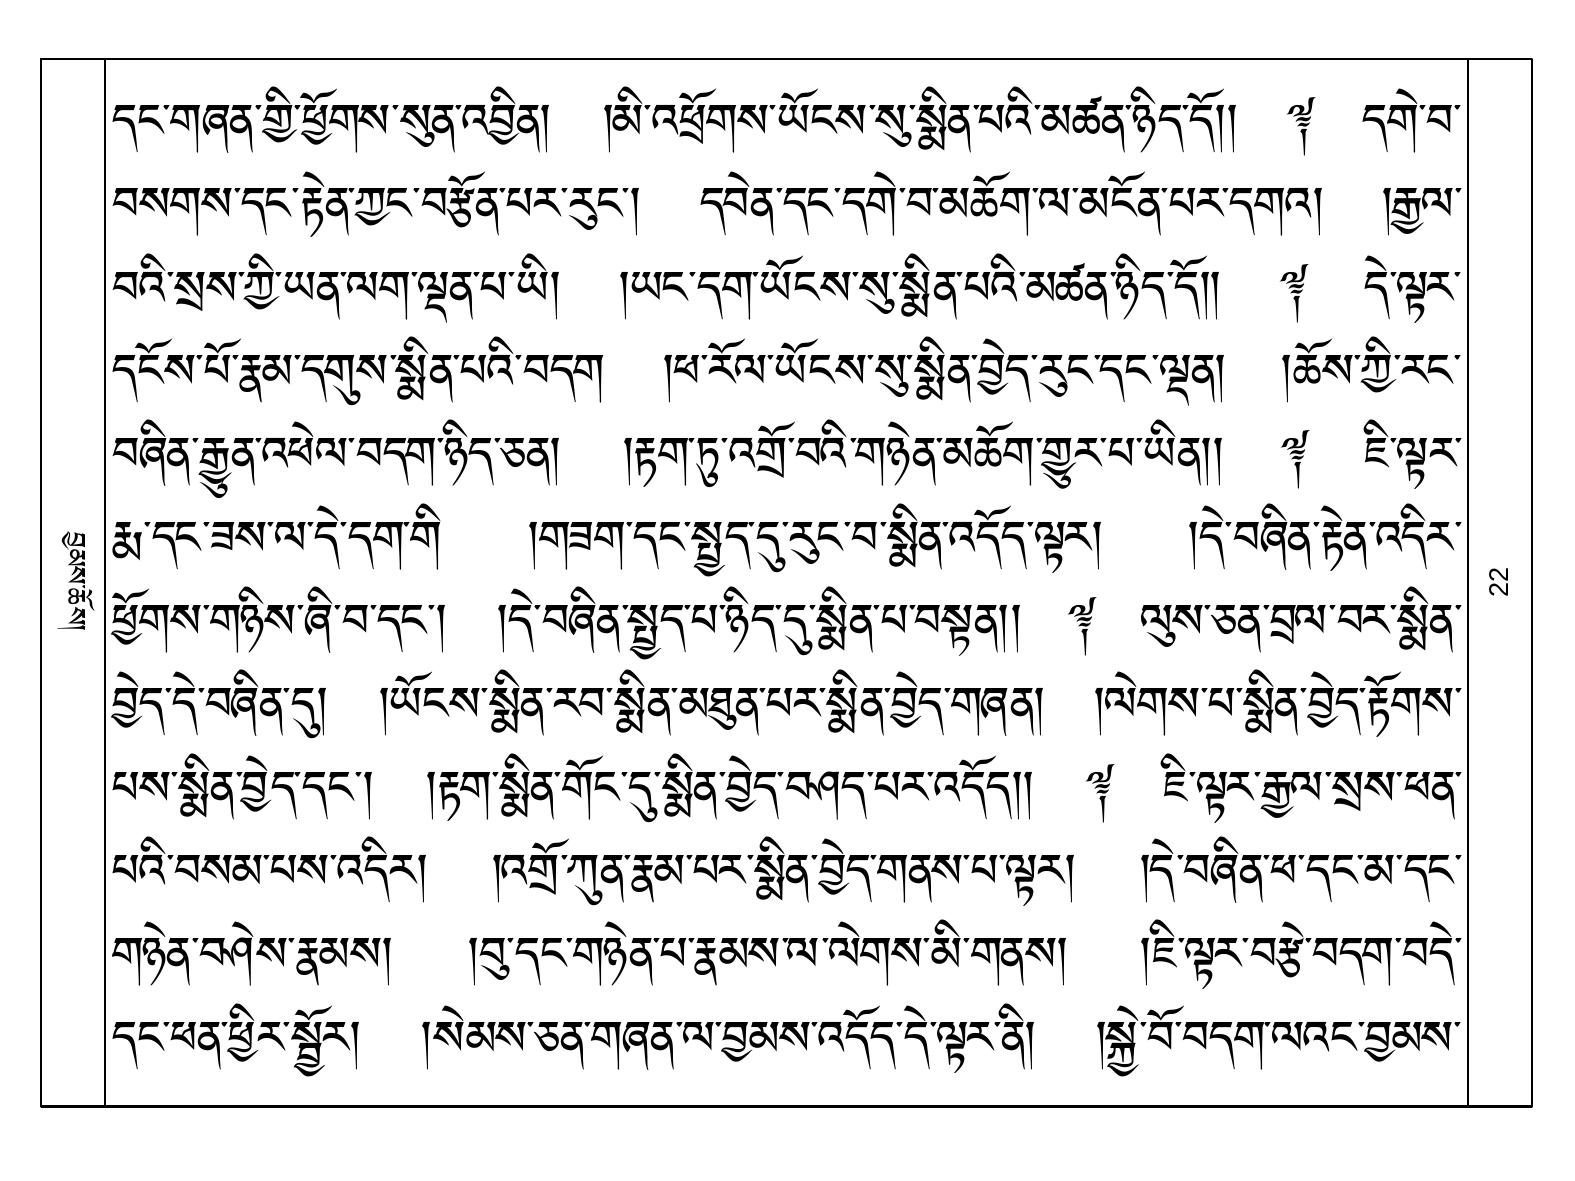 དང་གཞན་གྱི་ཕྱོགས་སུན་འབྱིན། །མི་འཕྲོགས་ཡོངས་སུ་སྨིན་པའི་མཚན་ཉིད་དོ།། ༈ དགེ་བ་
བསགས་དང་རྟེན་ཀྱང་བརྩོན་པར་རུང་། དབེན་དང་དགེ་བ་མཆོག་ལ་མངོན་པར་དགའ། །རྒྱལ་
བའི་སྲས་ཀྱི་ཡན་ལག་ལྡན་པ་ཡི། །ཡང་དག་ཡོངས་སུ་སྨིན་པའི་མཚན་ཉིད་དོ།། ༈ དེ་ལྟར་
དངོས་པོ་རྣམ་དགུས་སྨིན་པའི་བདག །ཕ་རོལ་ཡོངས་སུ་སྨིན་བྱེད་རུང་དང་ལྡན། །ཆོས་ཀྱི་རང་
བཞིན་རྒྱུན་འཕེལ་བདག་ཉིད་ཅན། །རྟག་ཏུ་འགྲོ་བའི་གཉེན་མཆོག་གྱུར་པ་ཡིན།། ༈ ཇི་ལྟར་
རྨ་དང་ཟས་ལ་དེ་དག་གི །གཟག་དང་སྤྱད་དུ་རུང་བ་སྨིན་འདོད་ལྟར། །དེ་བཞིན་རྟེན་འདིར་
དབུམས་ཆོས།
ཕྱོགས་གཉིས་ཞི་བ་དང་། །དེ་བཞིན་སྤྱད་པ་ཉིད་དུ་སྨིན་པ་བསྟན།། ༈ ལུས་ཅན་བྲལ་བར་སྨིན་
22
བྱེད་དེ་བཞིན་དུ། །ཡོངས་སྨིན་རབ་སྨིན་མཐུན་པར་སྨིན་བྱེད་གཞན། །ལེགས་པ་སྨིན་བྱེད་རྟོགས་
པས་སྨིན་བྱེད་དང་། །རྟག་སྨིན་གོང་དུ་སྨིན་བྱེད་བཤད་པར་འདོད།། ༈ ཇི་ལྟར་རྒྱལ་སྲས་ཕན་
པའི་བསམ་པས་འདིར། །འགྲོ་ཀུན་རྣམ་པར་སྨིན་བྱེད་གནས་པ་ལྟར། །དེ་བཞིན་ཕ་དང་མ་དང་
གཉེན་བཤེས་རྣམས། །བུ་དང་གཉེན་པ་རྣམས་ལ་ལེགས་མི་གནས། །ཇི་ལྟར་བརྩེ་བདག་བདེ་
དང་ཕན་ཕྱིར་སྦྱོར། །སེམས་ཅན་གཞན་ལ་བྱམས་འདོད་དེ་ལྟར་ནི། །སྐྱེ་བོ་བདག་ལའང་བྱམས་